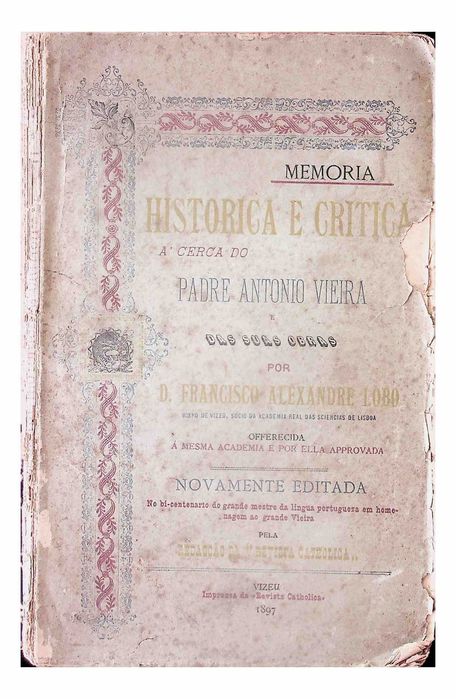 MEMORIA
HISTORICA E CRITICA
A' CERCA DO
PADRE ANTONIO VIEIRA
E
DAS SUAS OBRAS
POR
D. FRANCISCO ALEXANDRE LOBO
BISPO DE VIZEU, SOCIO DA ACADEMIA REAL DAS SCIENCIAS DE LISBOA
OFFERECIDA
Á MESMA ACADEMIA E POR ELLA APPROVADA
NOVAMENTE EDITADA
No bi-centenario do grande mestre da lingua portugueza em home-
nagem ao grande Vieira
PELA
REDACÇÃO DA «REVISTA CATHOLICA»
VIZEU
Imprensa da «Revista Catholica»
1897